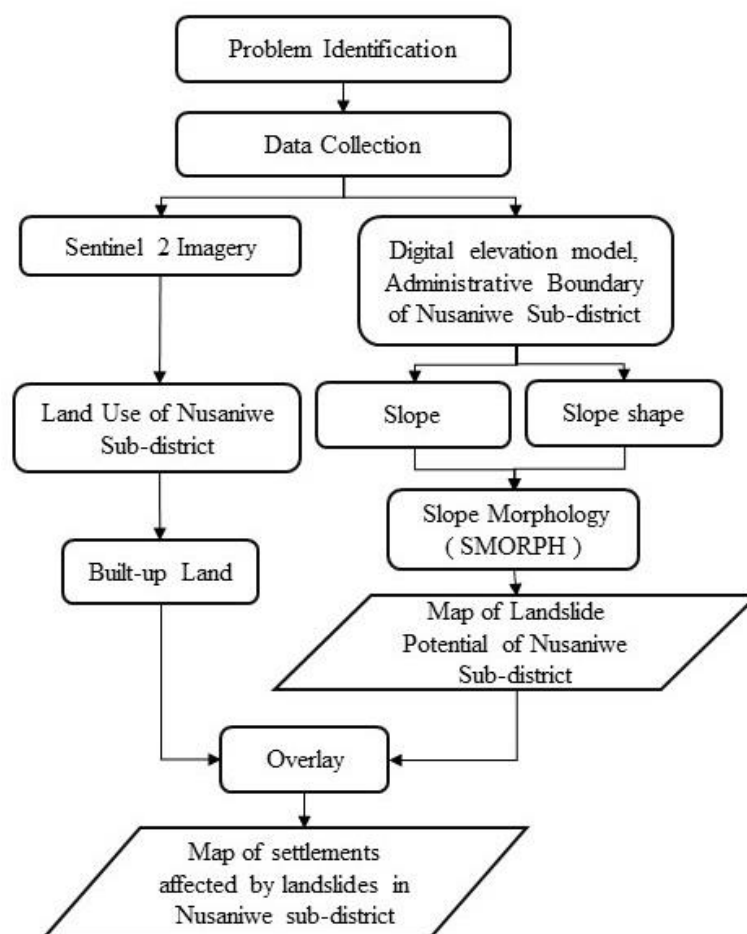 Problem Identification
Data Collection
Sentinel 2 Imagery
Digital elevation model,
Administrative Boundary
of Nusaniwe Sub-district
Land Use of Nusaniwe
Sub-district
Slope
Slope shape
Slope Morphology
( SMORPH )
Built-up Land
Map of Landslide
Potential of Nusaniwe
Sub-district
Overlay
Map of settlements
affected by landslides in
Nusaniwe sub-district